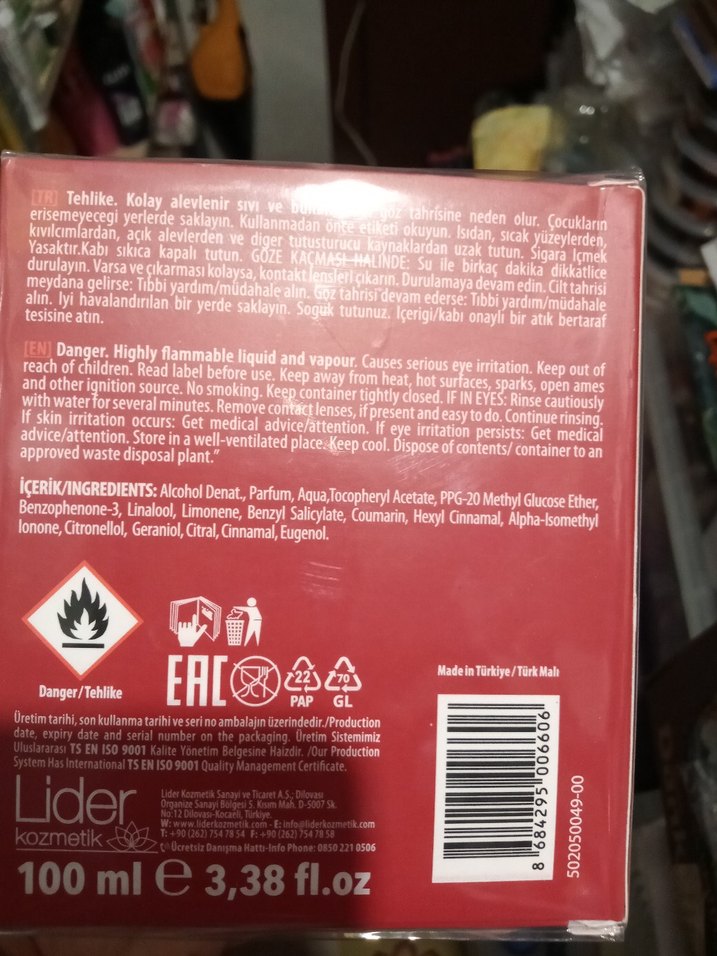 [TR] Tehlike. Kolay alevlenir sıvı ve göz tahrisine neden olur. Çocukların
erisemeyecegi yerlerde saklayın. Kullanmadan önce etiketi okuyun. Isıdan, sıcak yüzeylerden,
kıvılcımlardan, açık alevlerden ve diger tutusturucu kaynaklardan uzak tutun. Sigara İçmek
Yasaktır.Kabı sıkıca kapalı tutun. GÖZE KAÇMASI HALİNDE: Su ile birkaç dakika dikkatlice
durulayın. Varsa ve çıkarması kolaysa, kontakt lensleri çıkarın. Durulamaya devam edin. Cilt tahrisi
meydana gelirse: Tıbbi yardım/müdahale alın. Göz tahrisi devam ederse: Tıbbi yardım/müdahale
alın. Iyi havalandırılan bir yerde saklayın. Soguk tutunuz. Içerigi/kabı onaylı bir atık bertaraf
tesisine atın.
[EN] Danger. Highly flammable liquid and vapour. Causes serious eye irritation. Keep out of
reach of children. Read label before use. Keep away from heat, hot surfaces, sparks, open ames
and other ignition source. No smoking. Keep container tightly closed. IF IN EYES: Rinse cautiously
with water for several minutes. Remove contact lenses, if present and easy to do. Continue rinsing.
If skin irritation occurs: Get medical advice/attention. If eye irritation persists: Get medical
advice/attention. Store in a well-ventilated place. Keep cool. Dispose of contents/ container to an
approved waste disposal plant."
İÇERİK/INGREDIENTS: Alcohol Denat., Parfum, Aqua,Tocopheryl Acetate, PPG-20 Methyl Glucose Ether,
Benzophenone-3, Linalool, Limonene, Benzyl Salicylate, Coumarin, Hexyl Cinnamal, Alpha-Isomethyl
Ionone, Citronellol, Geraniol, Citral, Cinnamal, Eugenol.
Danger/Tehlike
EAC
22
PAP
70
GL
Made in Türkiye / Türk Malı
Üretim tarihi, son kullanma tarihi ve seri no ambalajın üzerindedir./Production
date, expiry date and serial number on the packaging. Üretim Sistemimiz
Uluslararası TS EN ISO 9001 Kalite Yönetim Belgesine Haizdir. /Our Production
System Has International TS EN ISO 9001 Quality Management Certificate.
Lider
kozmetik
Lider Kozmetik Sanayi ve Ticaret A.S.; Dilovası
Organize Sanayi Bölgesi 5. Kısım Mah. D-5007 Sk.
No:12 Dilovası-Kocaeli, Türkiye.
W: www.liderkozmetik.com - E: info@liderkozmetik.com
T: +90 (262) 754 78 54 F: +90 (262) 754 78 58
Ücretsiz Danışma Hattı-Info Phone: 0850 221 0506
100 ml e 3,38 fl.oz
8 684295 006606
502050049-00